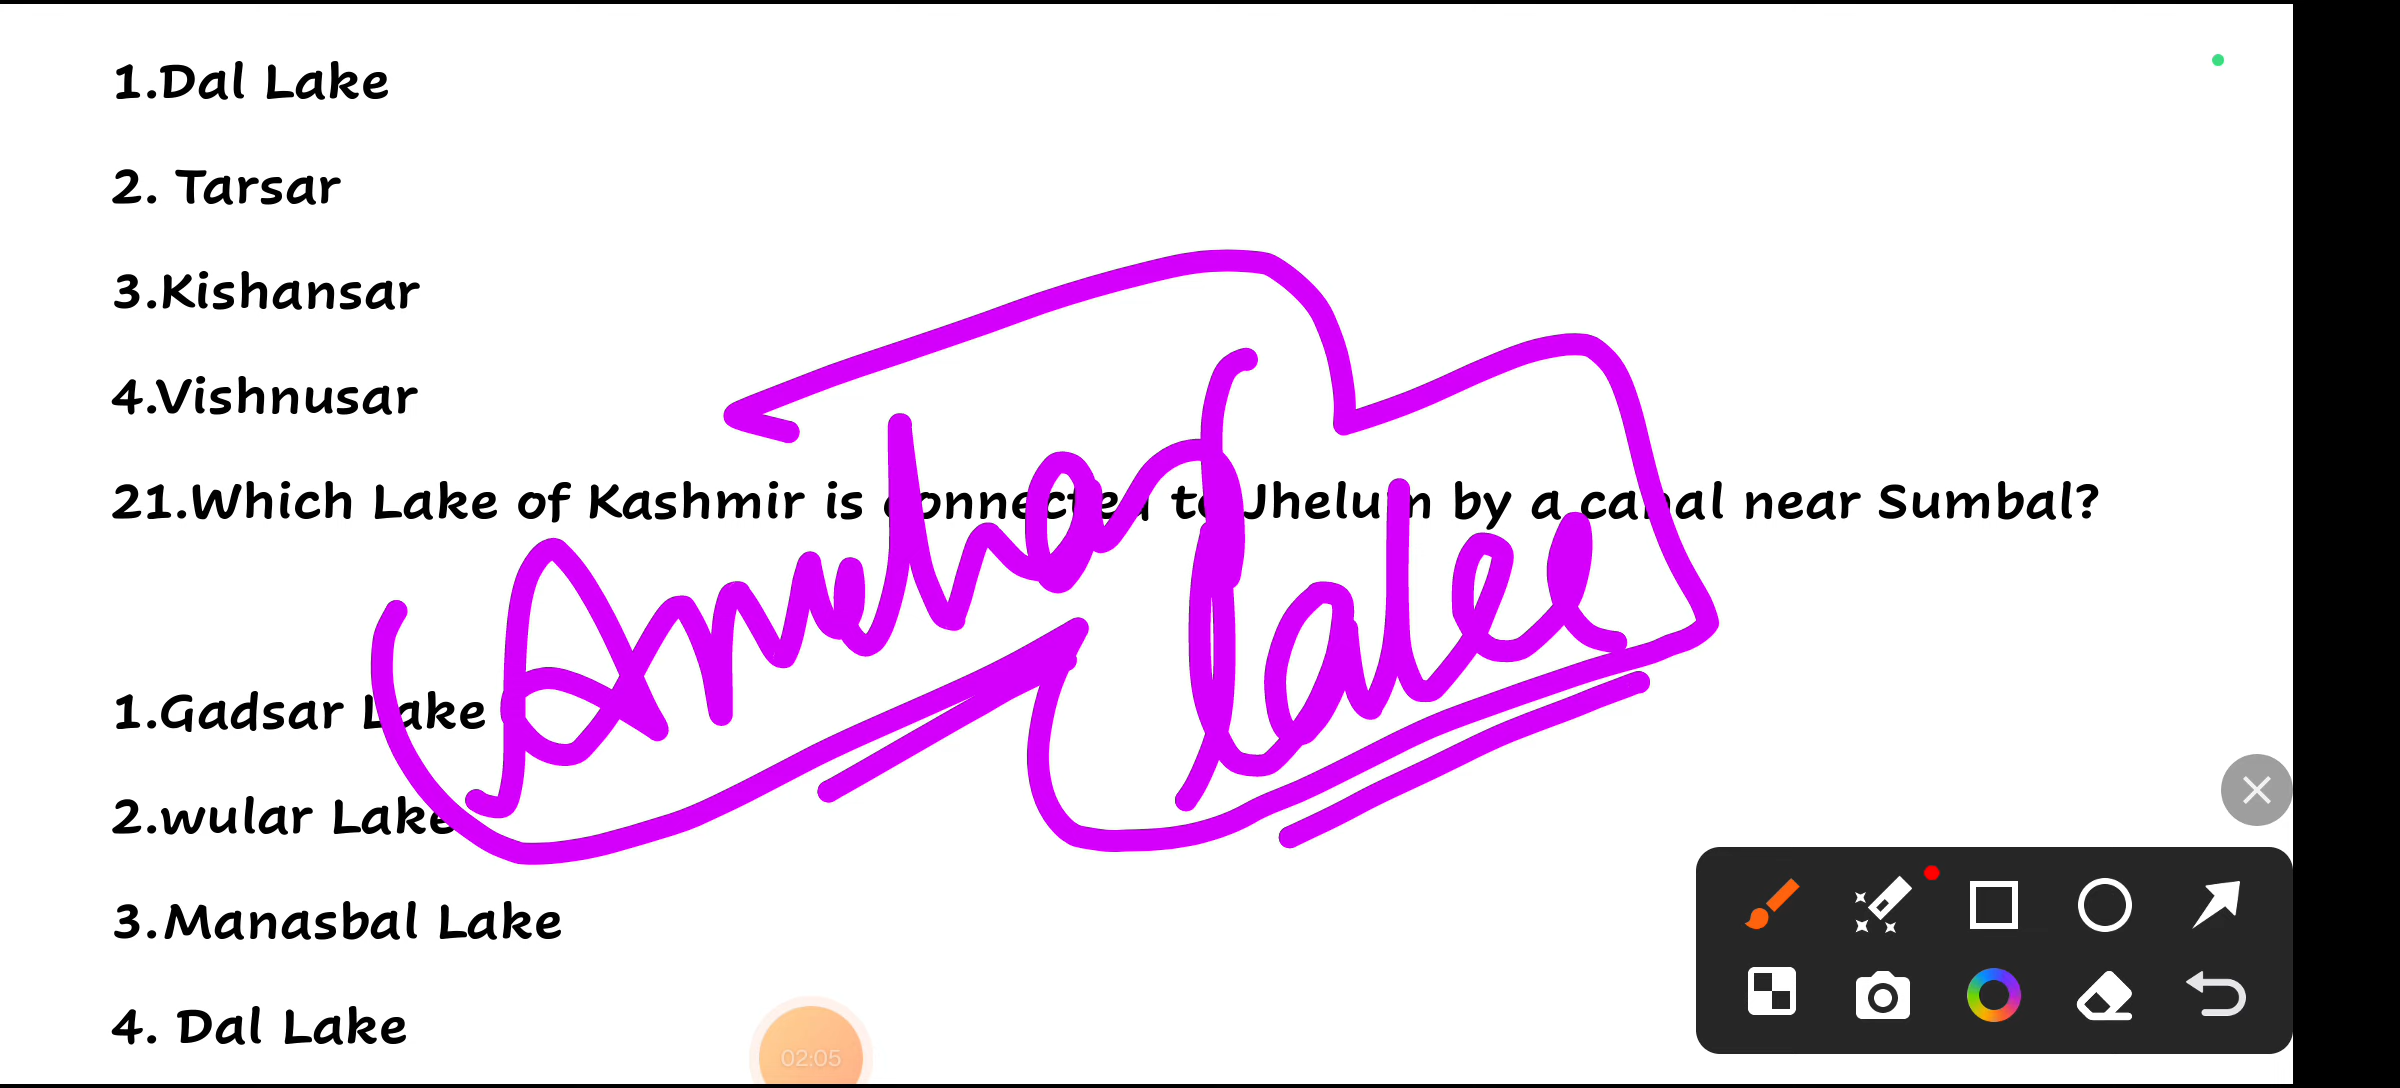 1.Dal Lake
2. Tarsar
3.Kishansar
4.Vishnusar
21.Which Lake of Kashmir is connected to Jhelum by a canal near Sumbal?
Anchar lake
1.Gadsar Lake
2.wular Lake
3.Manasbal Lake
4. Dal Lake
02:05